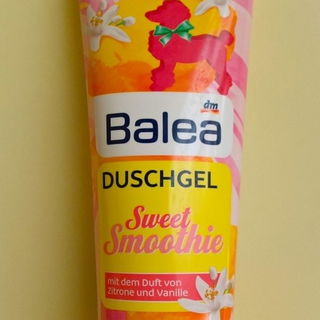 dm
Balea
DUSCHGEL
Sweet
Smoothie
mit dem Duft von
Zitrone und Vanille